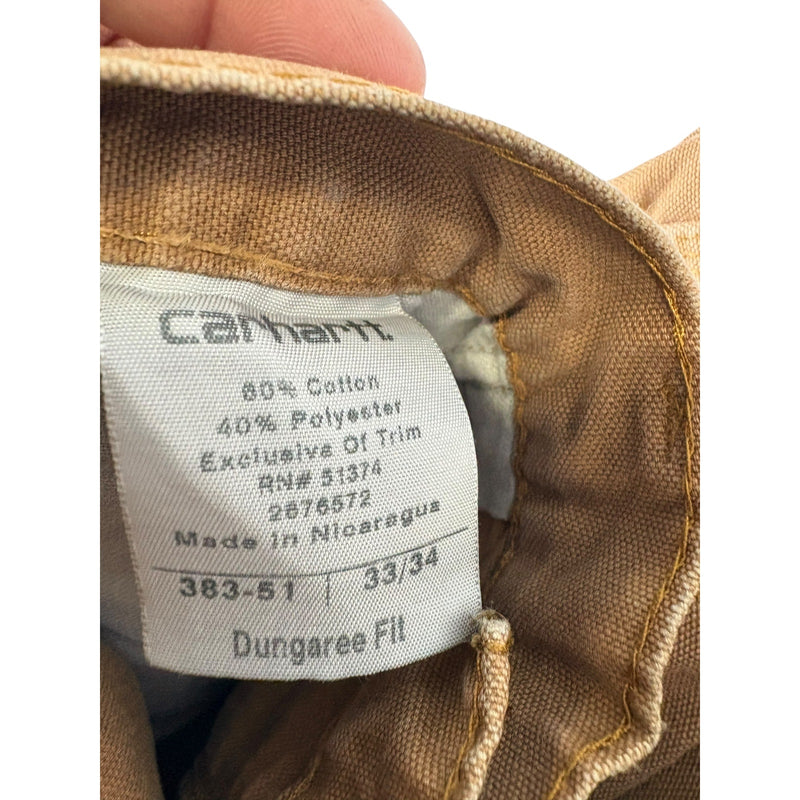 carhartt.
60% Cotton
40% Polyester
Exclusive Of Trim
RN# 51374
2676572
Made in Nicaragua
383-51 | 33/34
Dungaree Fit